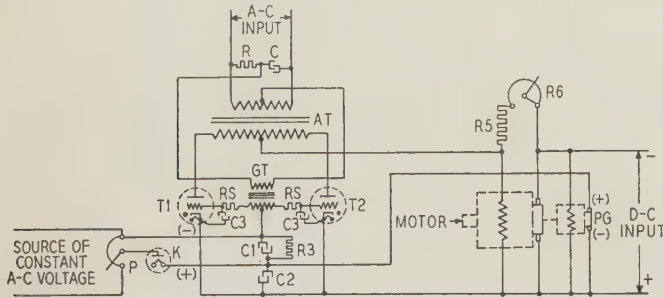 A-C
INPUT
R
C
AT
R6
R5
GT
RS
RS
T1
T2
C3
C3
(-)
MOTOR
(+)
PG
(-)
D-C
INPUT
-
+
SOURCE OF
CONSTANT
A-C VOLTAGE
P
K
(+)
C1
R3
C2